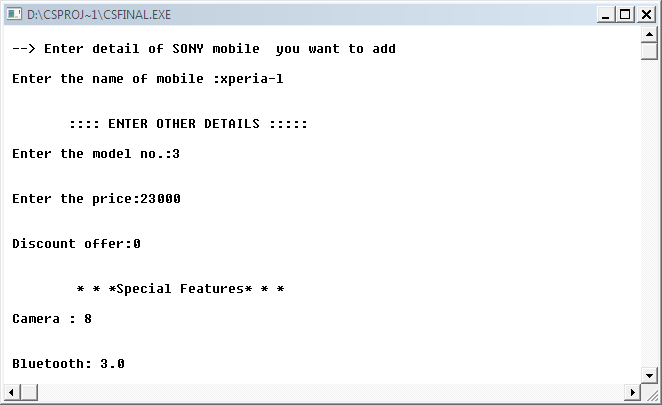 D:\CSPROJ~1\CSFINAL.EXE
--> Enter detail of SONY mobile  you want to add
Enter the name of mobile :xperia-l
:::: ENTER OTHER DETAILS :::::
Enter the model no.:3
Enter the price:23000
Discount offer:0
* * *Special Features* * *
Camera : 8
Bluetooth: 3.0